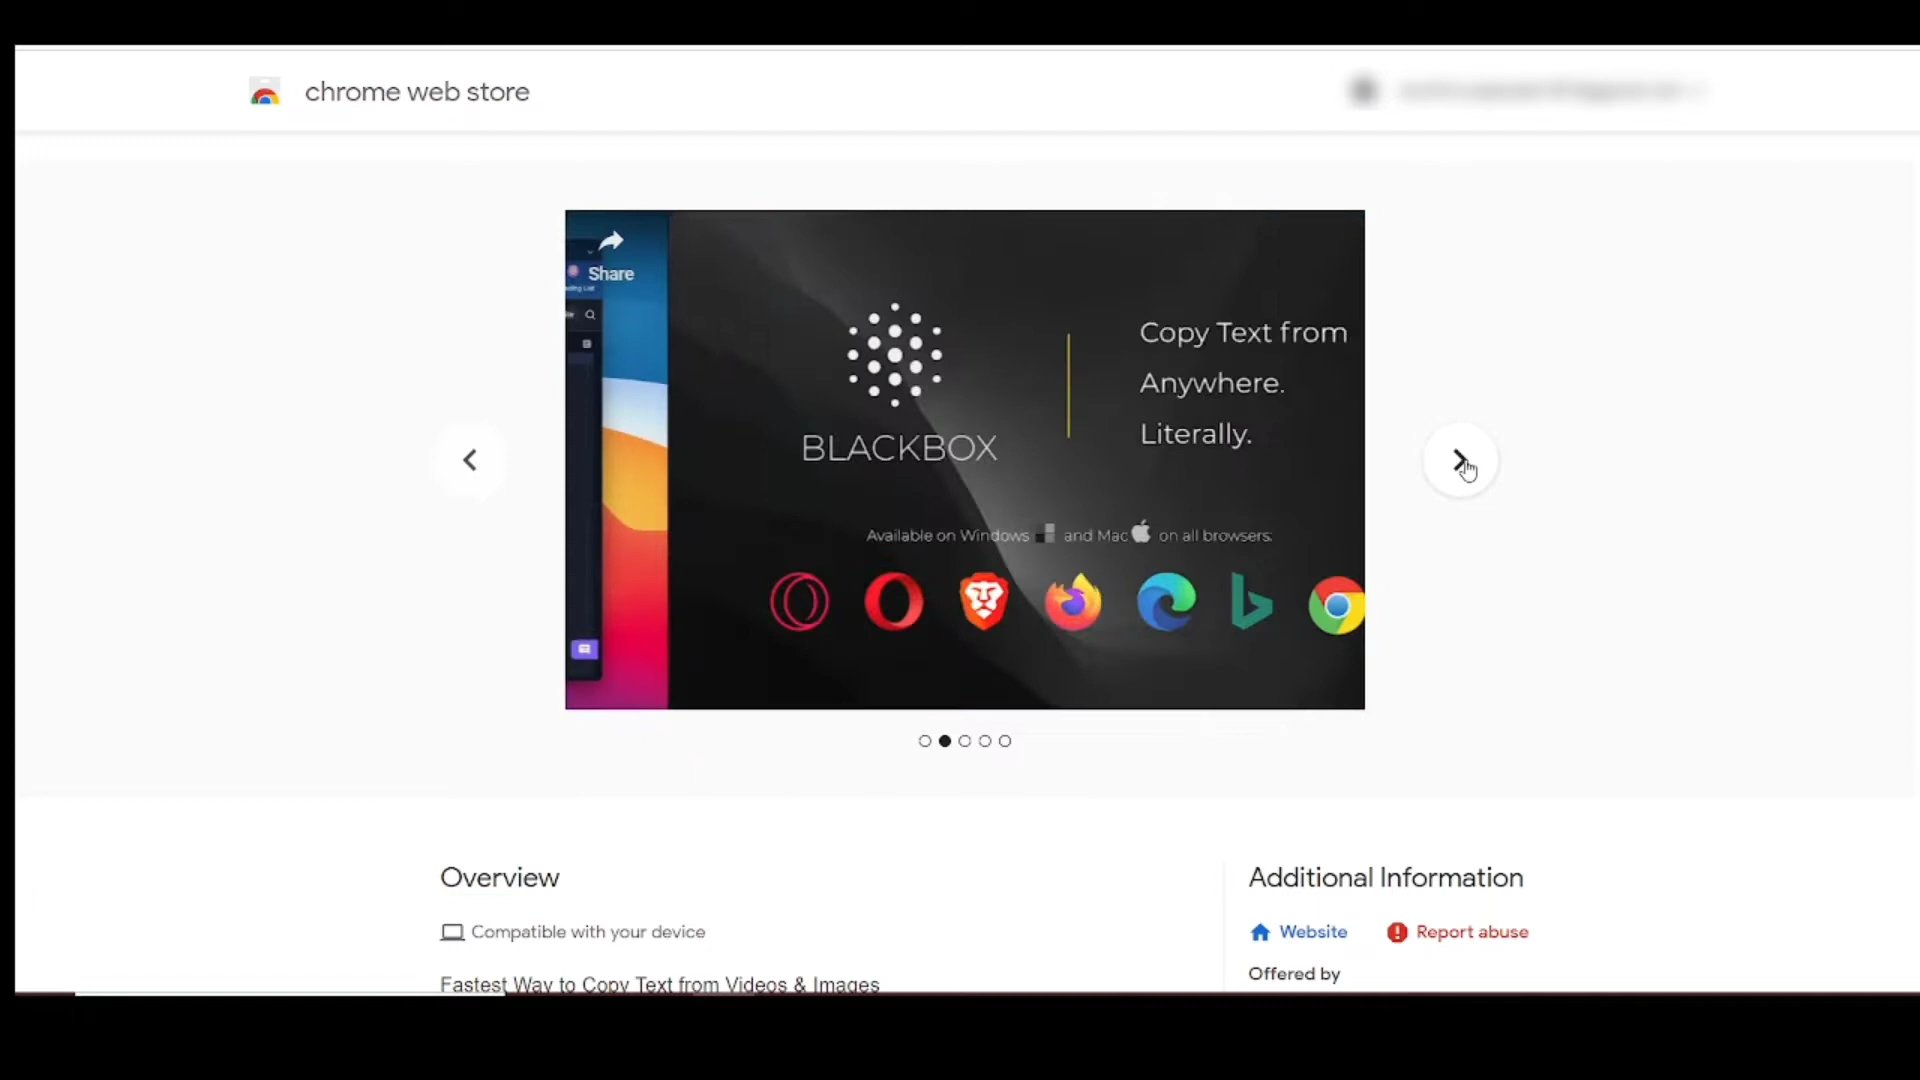 chrome web store
Share
Copy Text from
Anywhere.
Literally.
BLACKBOX
Available on Windows and Mac on all browsers.
Overview
Additional Information
Compatible with your device
Website
Report abuse
Fastest Way to Copy Text from Videos & Images
Offered by